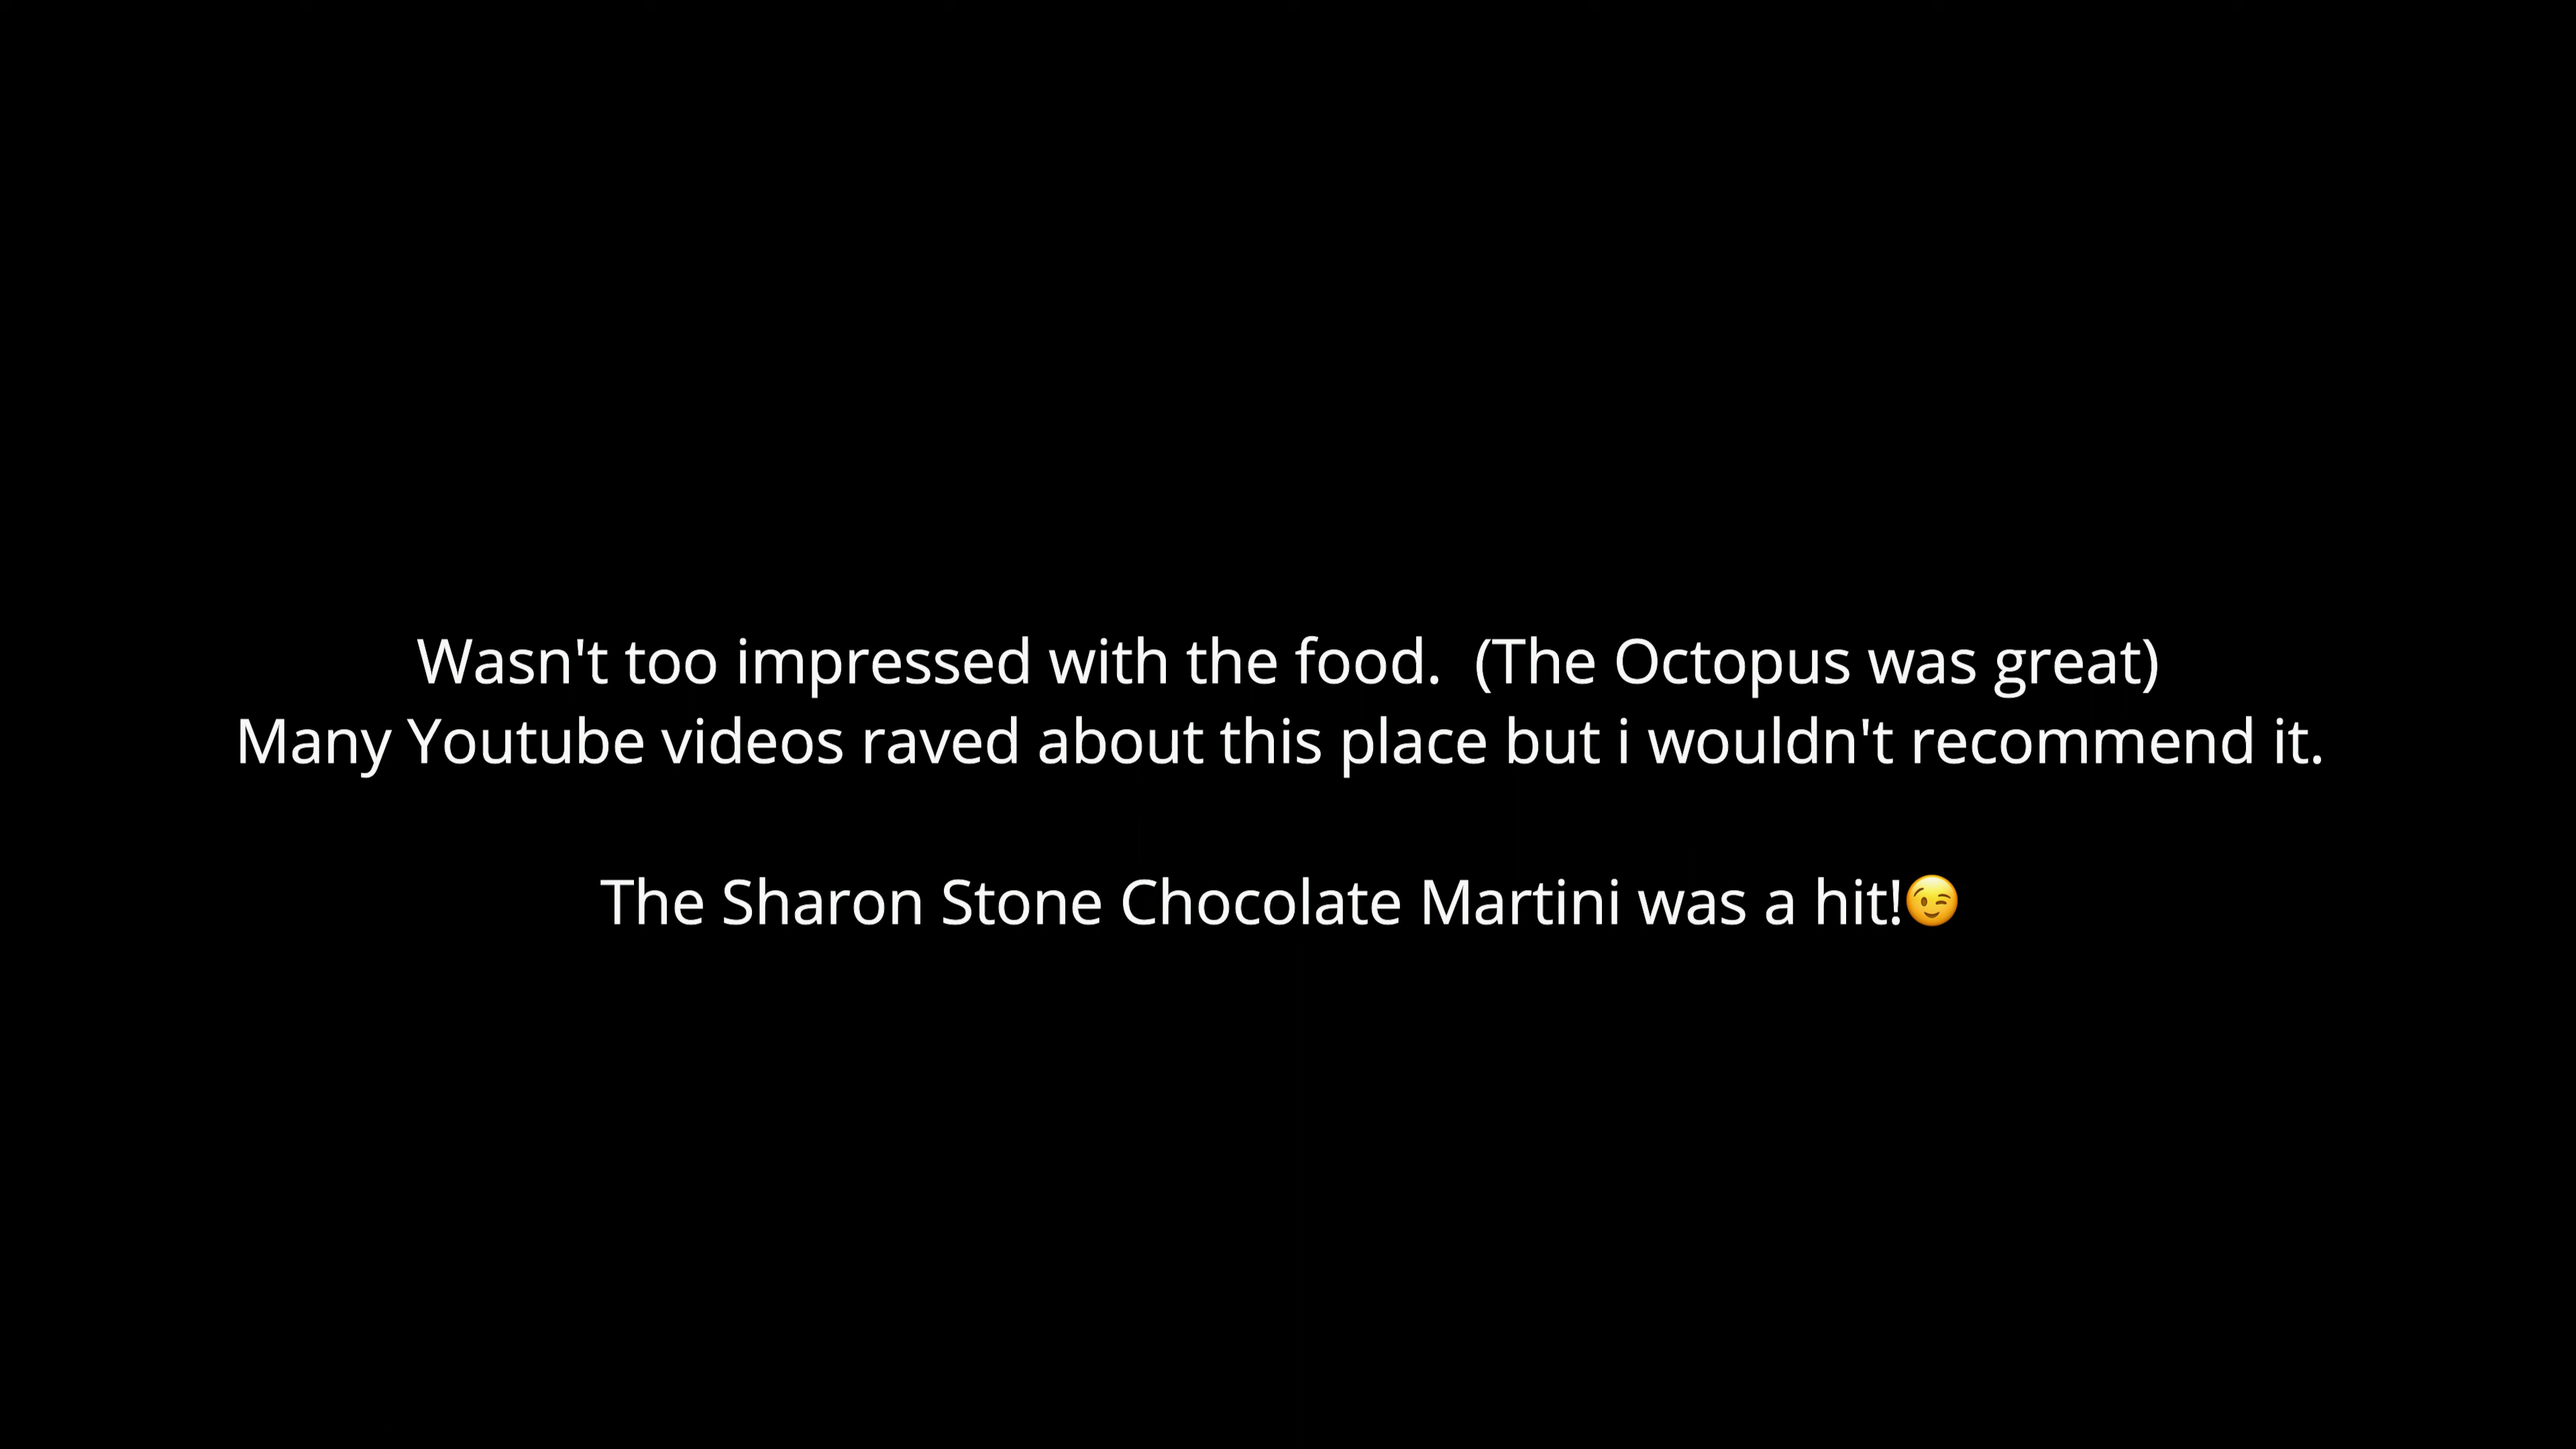 Wasn't too impressed with the food.  (The Octopus was great)
Many Youtube videos raved about this place but i wouldn't recommend it.
The Sharon Stone Chocolate Martini was a hit!😉